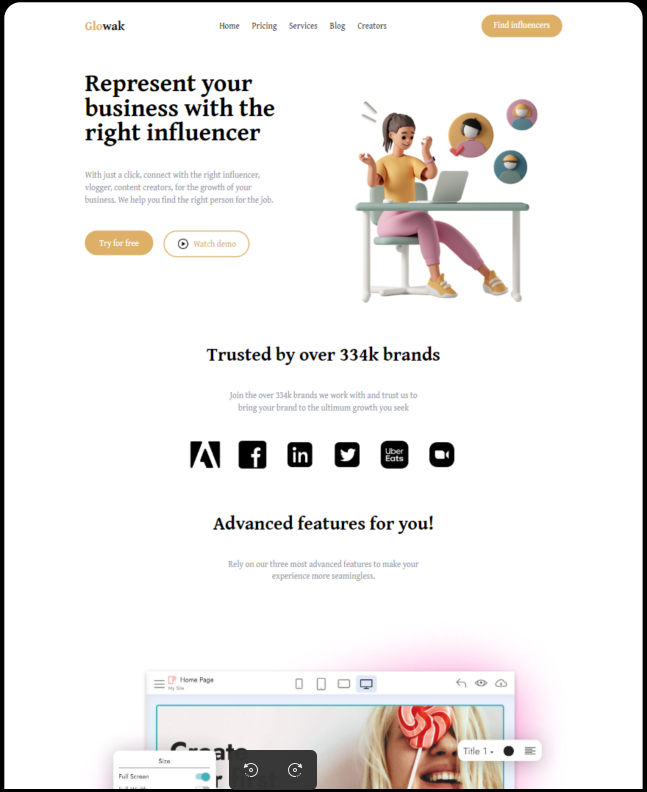 Glowak
Home Pricing Services Blog Creators
Find influencers
Represent your
business with the
right influencer
With just a click, connect with the right influencer,
vlogger, content creators, for the growth of your
business. We help you find the right person for the job.
Try for free
Watch demo
Trusted by over 334k brands
Join the over 334k brands we work with and trust us to
bring your brand to the ultimum growth you seek
f in Uber
Eats
Advanced features for you!
Rely on our three most advanced features to make your
experience more seamingless.
Home Page
My Site
Title 1
Create
Size
Full Screen